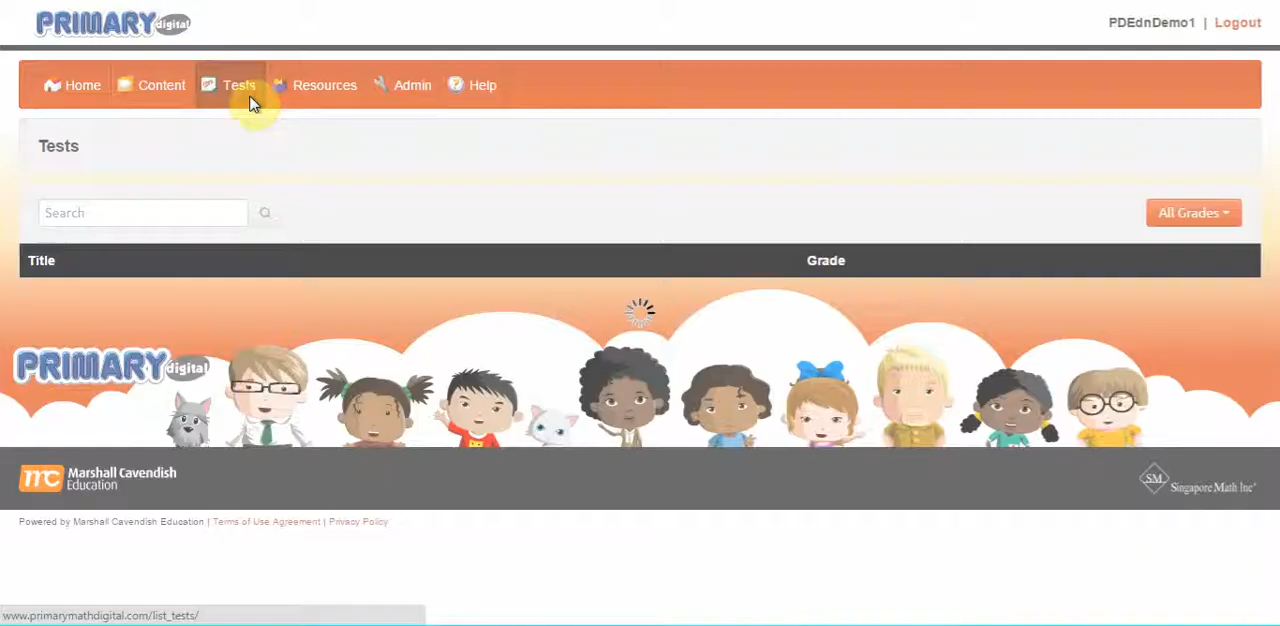 PRIMARY digital
PDEdnDemo1 | Logout
Home Content Tests Resources Admin Help
Tests
Search All Grades
Title Grade
PRIMARY digital
mc Marshall Cavendish Education
SM Singapore Math Inc
Powered by Marshall Cavendish Education | Terms of Use Agreement | Privacy Policy
www.primarymathdigital.com/list_tests/